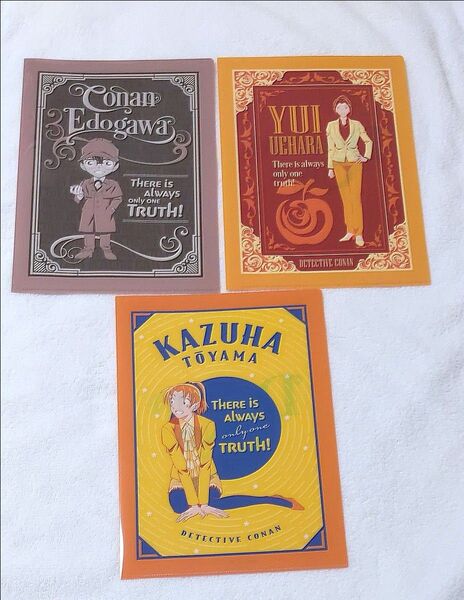 Conan
Edogawa
THERE IS
ALWAYS
ONLY ONE
TRUTH!
YUI
UEHARA
There is always
only one
truth!
DETECTIVE CONAN
KAZUHA
TŌYAMA
THERE IS
ALWAYS
only one
TRUTH!
DETECTIVE CONAN